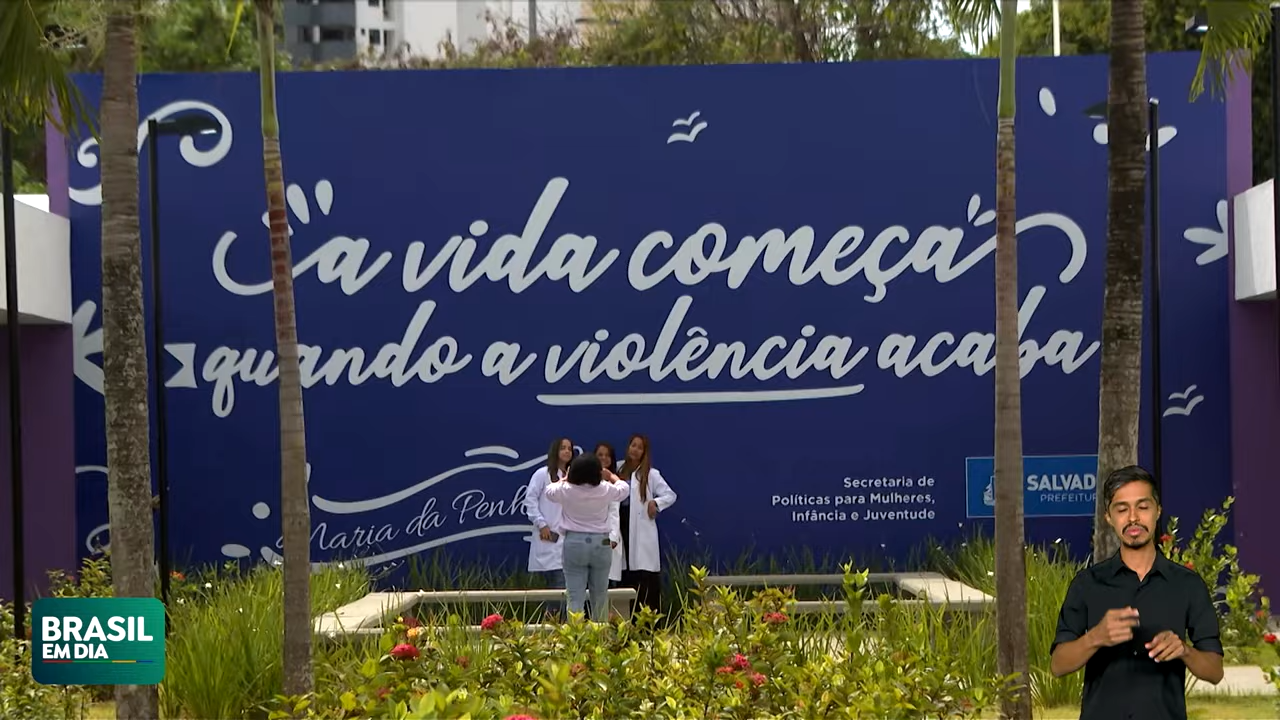 "a vida começa
quando a violência acaba
Maria da Penh
Secretaria de
Políticas para Mulheres,
Infância e Juventude
SALVAD
PREFEITUR
BRASIL
EM DIA